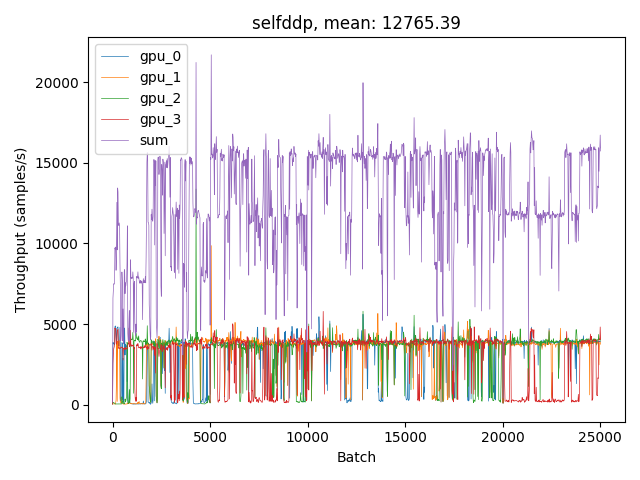 selfddp, mean: 12765.39
gpu_0
gpu_1
gpu_2
gpu_3
sum
Throughput (samples/s)
20000
15000
10000
5000
0
0 5000 10000 15000 20000 25000
Batch